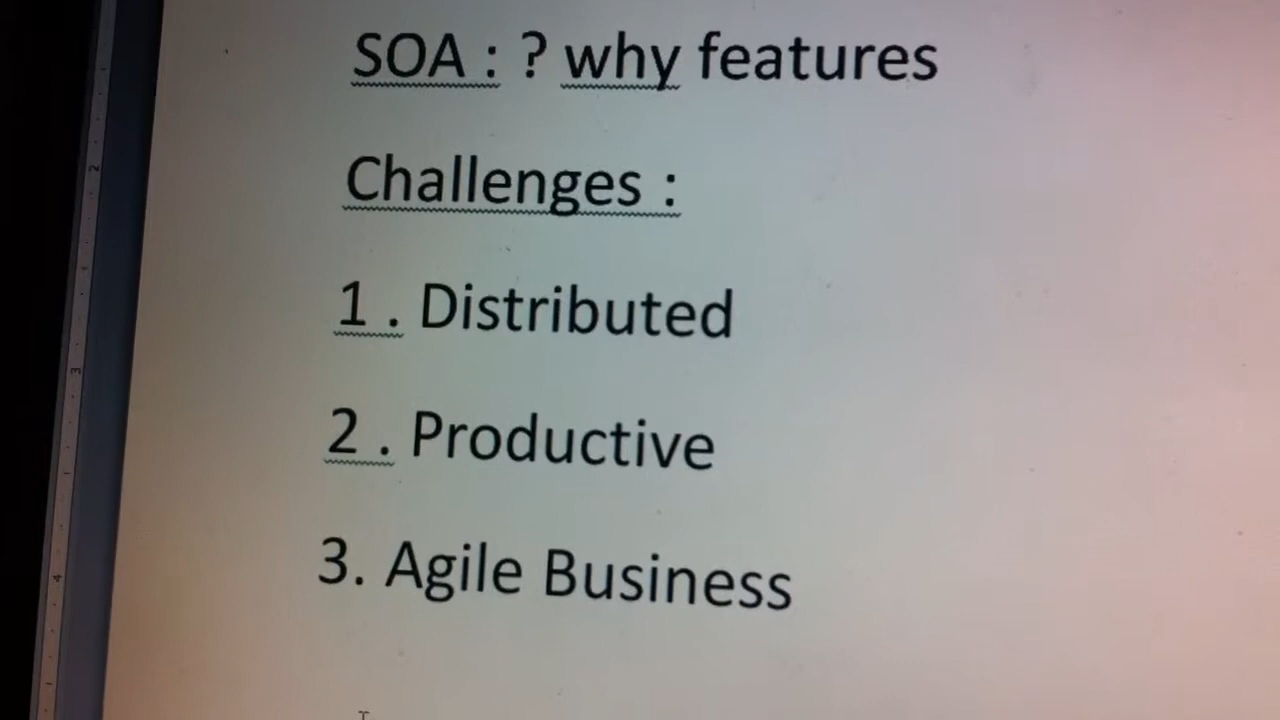 SOA : ? why features
Challenges :
1 . Distributed
2 . Productive
3. Agile Business